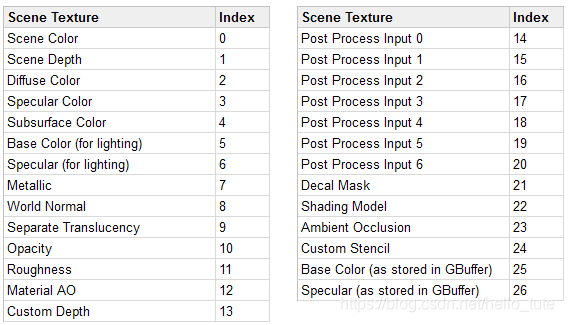 Scene Texture Index
Scene Color 0
Scene Depth 1
Diffuse Color 2
Specular Color 3
Subsurface Color 4
Base Color (for lighting) 5
Specular (for lighting) 6
Metallic 7
World Normal 8
Separate Translucency 9
Opacity 10
Roughness 11
Material AO 12
Custom Depth 13
Scene Texture Index
Post Process Input 0 14
Post Process Input 1 15
Post Process Input 2 16
Post Process Input 3 17
Post Process Input 4 18
Post Process Input 5 19
Post Process Input 6 20
Decal Mask 21
Shading Model 22
Ambient Occlusion 23
Custom Stencil 24
Base Color (as stored in GBuffer) 25
Specular (as stored in GBuffer) 26
https://blog.csdn.net/hello_tute